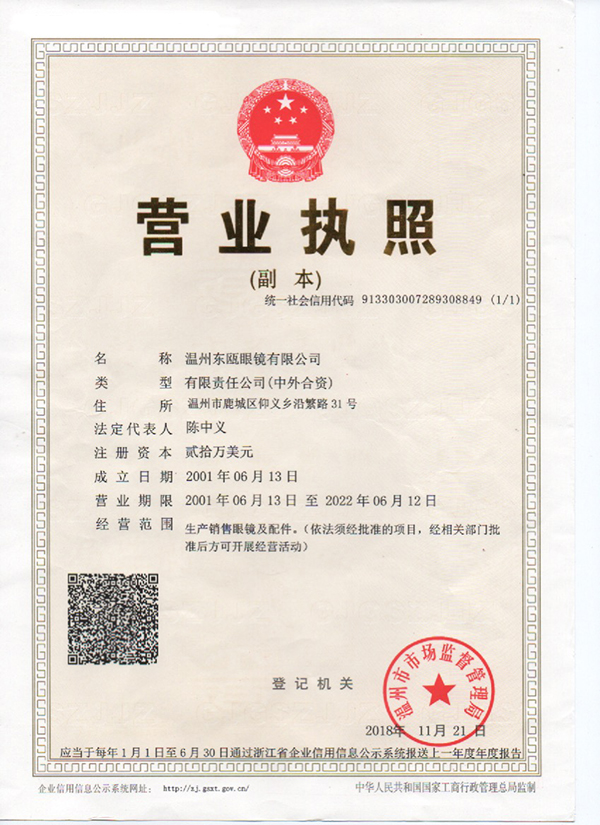 营业执照
(副 本)
统一社会信用代码 913303007289308849 (1/1)
名 称 温州东瓯眼镜有限公司
类 型 有限责任公司(中外合资)
住 所 温州市鹿城区仰义乡沿繁路31号
法定代表人 陈中义
注册资本 贰拾万美元
成立日期 2001年06月13日
营业期限 2001年06月13日 至 2022年06月12日
经营范围 生产销售眼镜及配件。(依法须经批准的项目，经相关部门批
准后方可开展经营活动)
登记机关
温州市市场监督管理局
2018年 11月21日
应当于每年1月1日至6月30日通过浙江省企业信用信息公示系统报送上一年度年度报告
企业信用信息公示系统网址： http://zj.gsxt.gov.cn/ 中华人民共和国国家工商行政管理总局监制